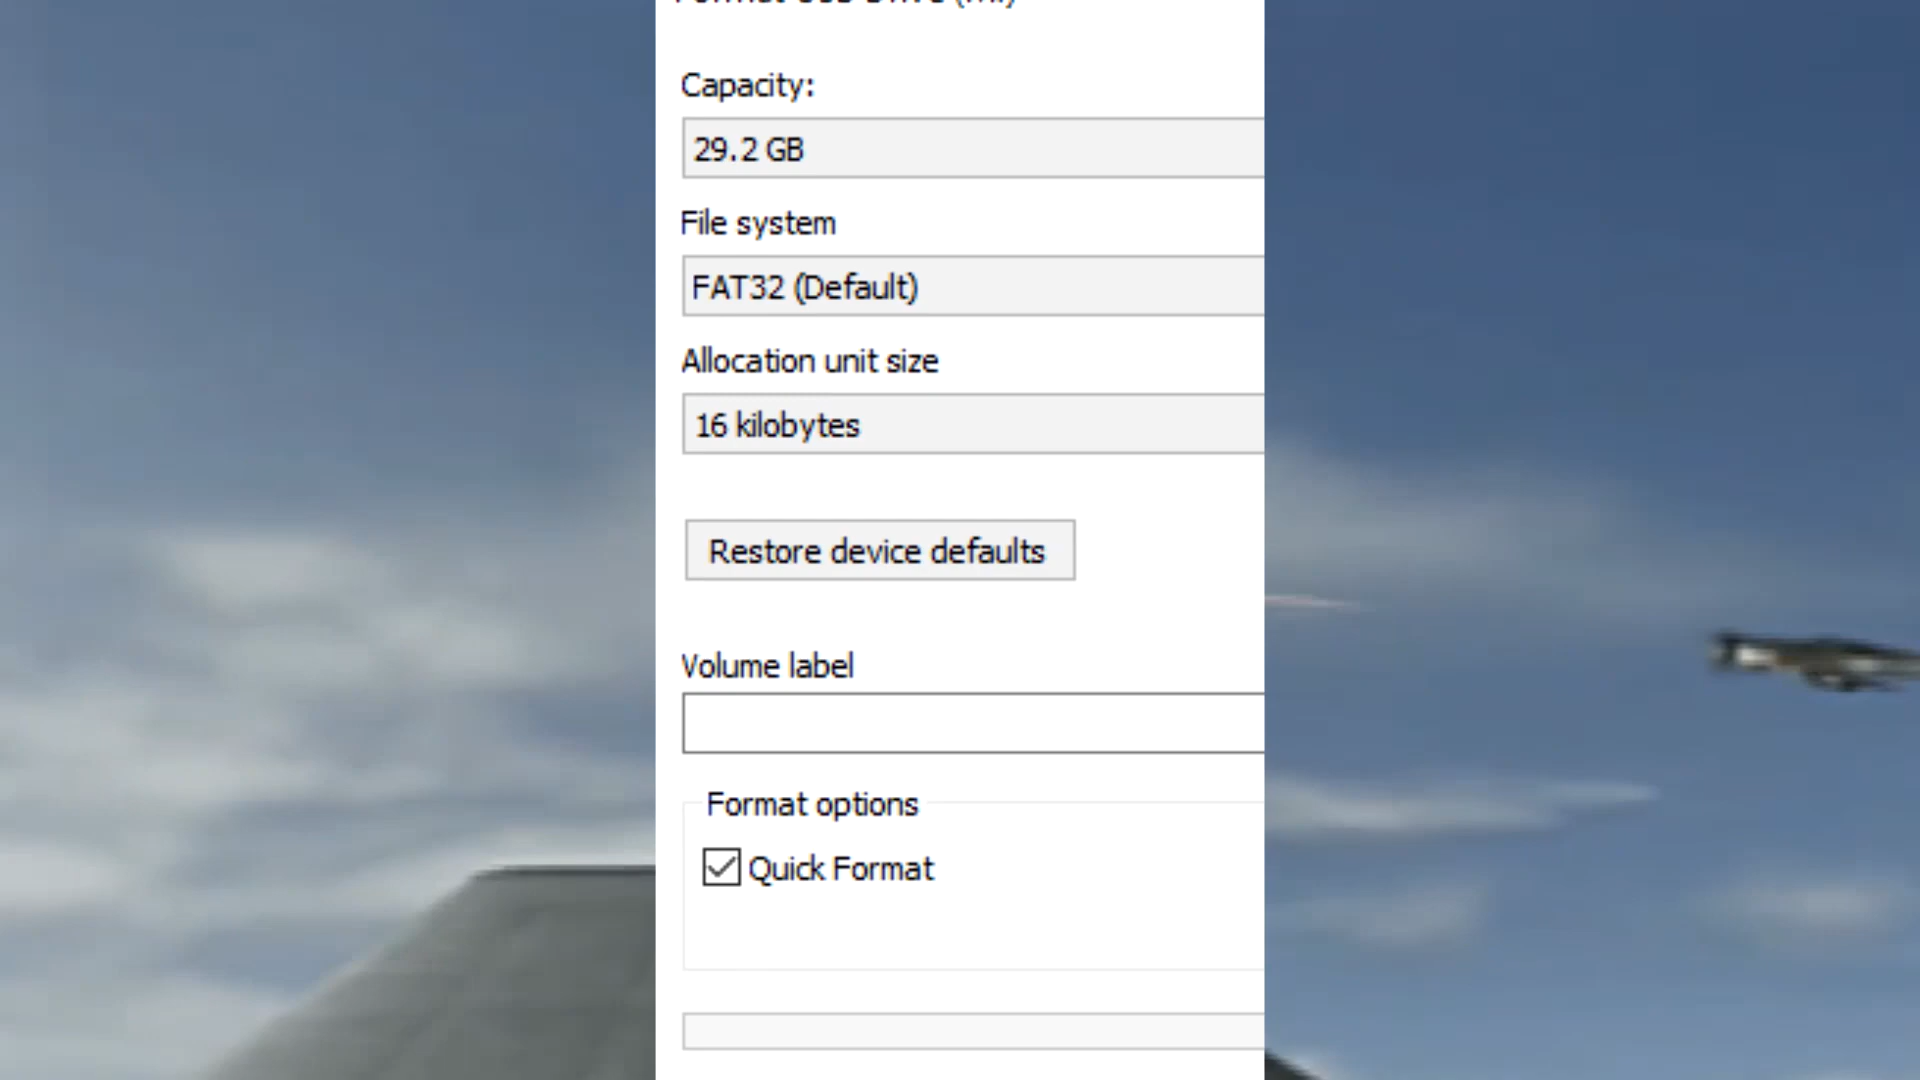 Capacity:
29.2 GB
File system
FAT32 (Default)
Allocation unit size
16 kilobytes
Restore device defaults
Volume label
Format options
Quick Format